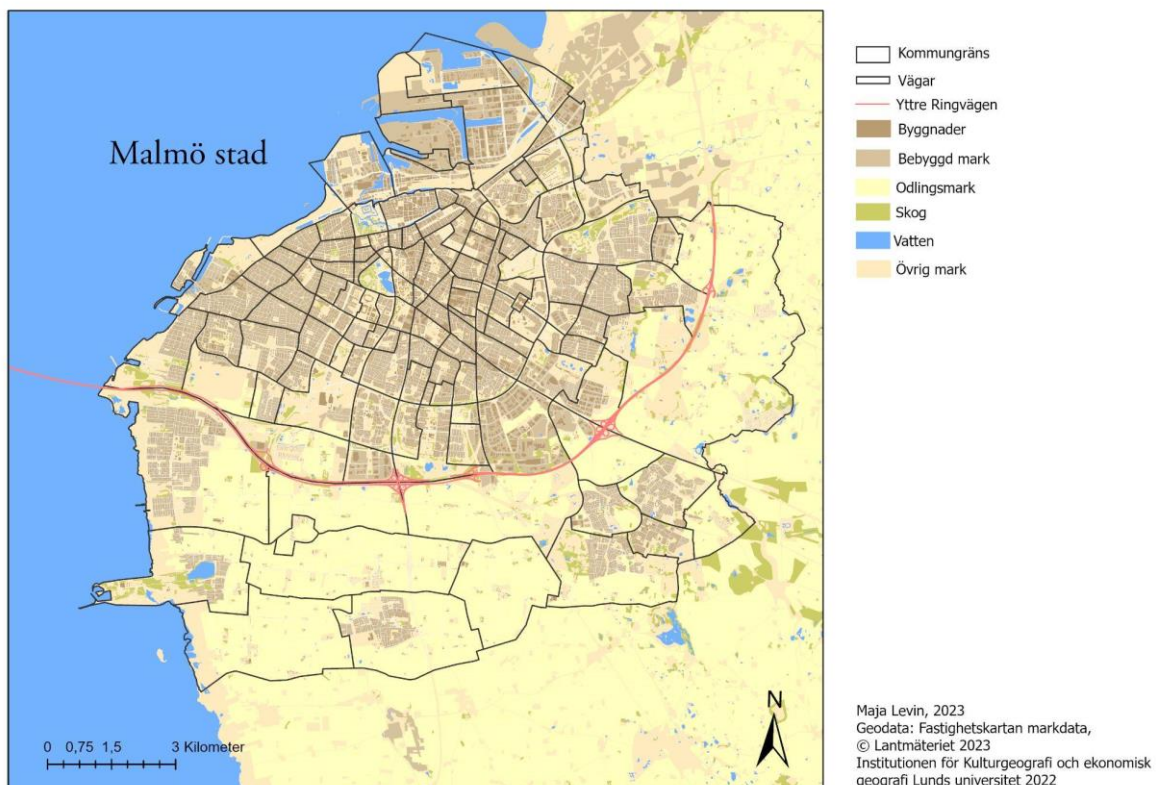 Malmö stad
Kommungräns
Vägar
Yttre Ringvägen
Byggnader
Bebyggd mark
Odlingsmark
Skog
Vatten
Övrig mark
N
0 0,75 1,5 3 Kilometer
Maja Levin, 2023
Geodata: Fastighetskartan markdata,
© Lantmäteriet 2023
Institutionen för Kulturgeografi och ekonomisk
geografi Lunds universitet 2022